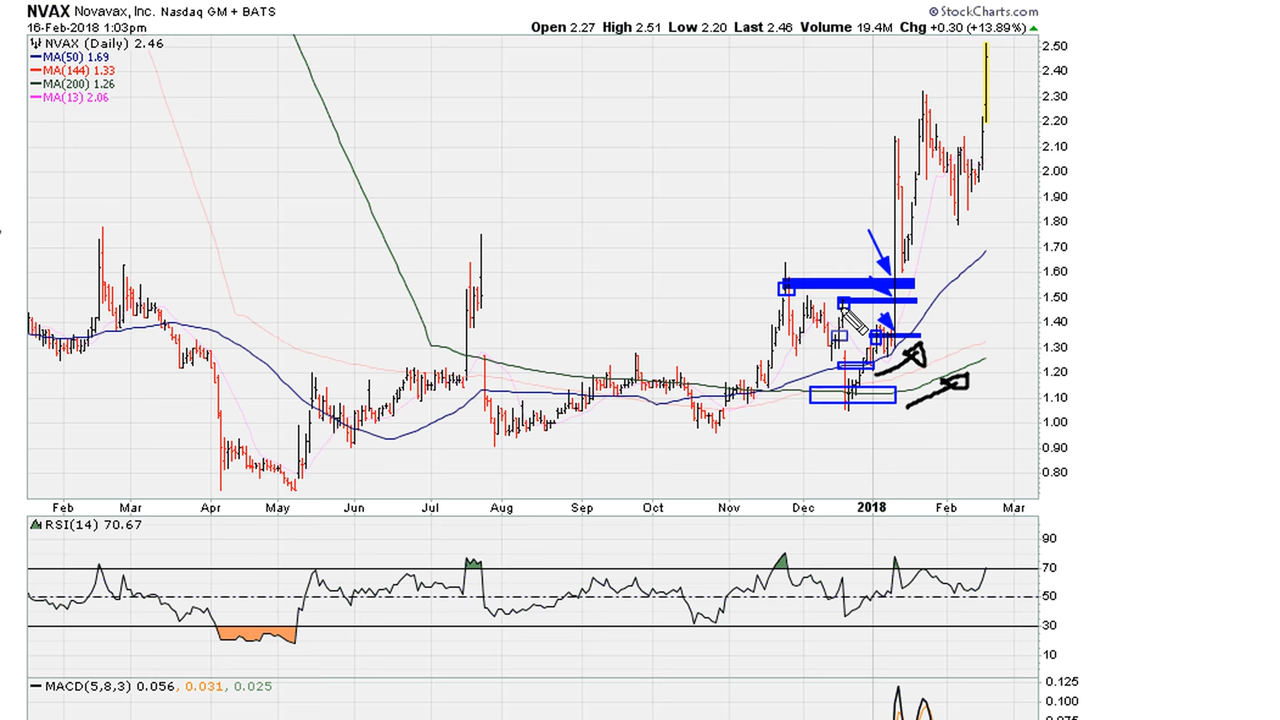 NVAX Novavax, Inc. Nasdaq GM + BATS
© StockCharts.com
16-Feb-2018 1:03pm
Open 2.27 High 2.51 Low 2.20 Last 2.46 Volume 19.4M Chg +0.30 (+13.89%)
NVAX (Daily) 2.46
MA(50) 1.69
MA(144) 1.33
MA(200) 1.26
MA(13) 2.06
2.50
2.40
2.30
2.20
2.10
2.00
1.90
1.80
1.70
1.60
1.50
1.40
1.30
1.20
1.10
1.00
0.90
0.80
Feb Mar Apr May Jun Jul Aug Sep Oct Nov Dec 2018 Feb Mar
RSI(14) 70.67
90
70
50
30
10
MACD(5,8,3) 0.056, 0.031, 0.025
0.125
0.100
0.075